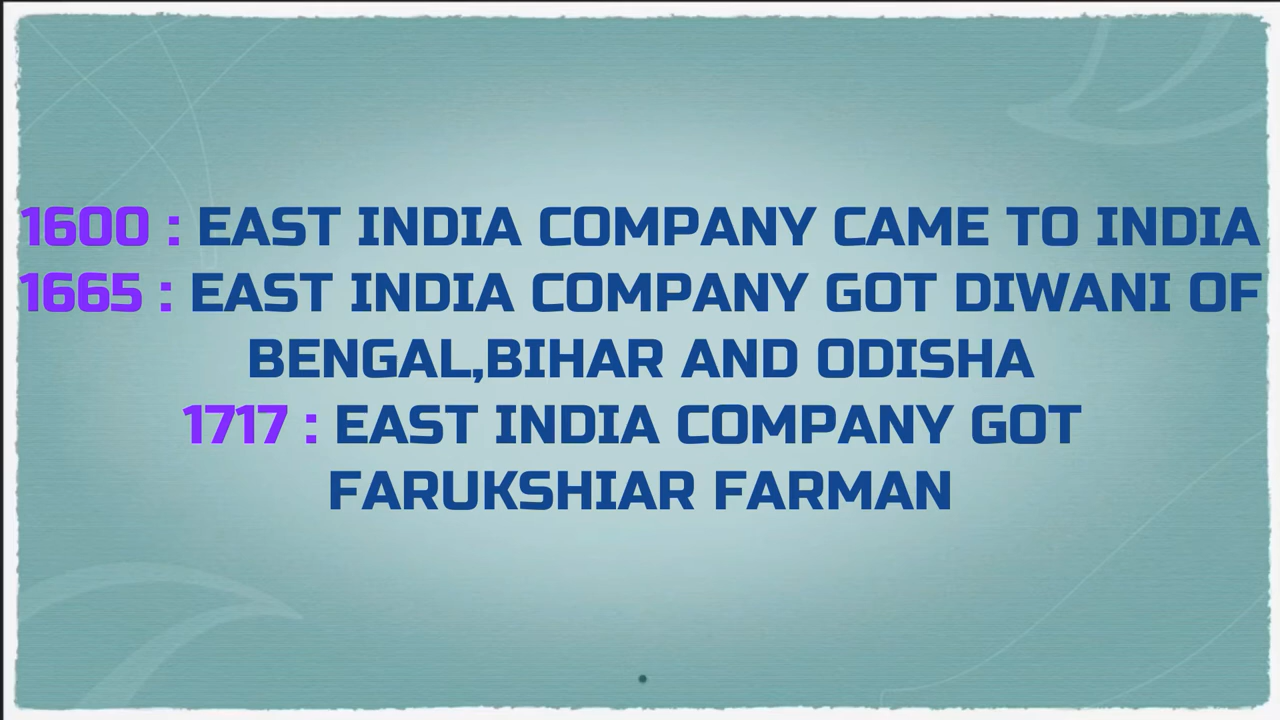 1600 : EAST INDIA COMPANY CAME TO INDIA
1665 : EAST INDIA COMPANY GOT DIWANI OF
BENGAL,BIHAR AND ODISHA
1717 : EAST INDIA COMPANY GOT
FARUKSHIAR FARMAN